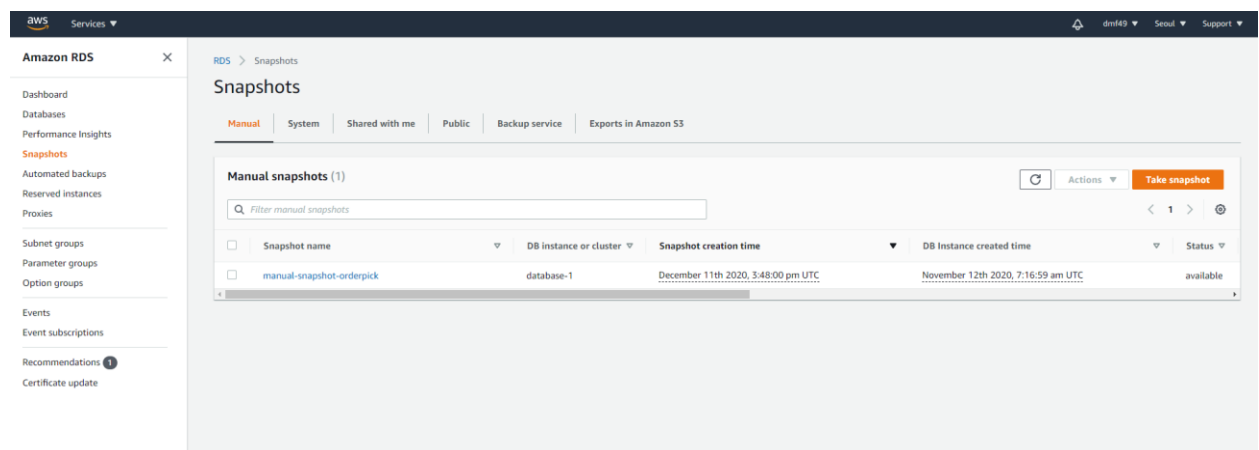 aws Services ▼ dmf49 ▼ Seoul ▼ Support ▼
Amazon RDS ×
Dashboard
Databases
Performance Insights
Snapshots
Automated backups
Reserved instances
Proxies
Subnet groups
Parameter groups
Option groups
Events
Event subscriptions
Recommendations 1
Certificate update
RDS > Snapshots
Snapshots
Manual System Shared with me Public Backup service Exports in Amazon S3
Manual snapshots (1) Actions ▼ Take snapshot
Filter manual snapshots < 1 >
Snapshot name DB instance or cluster Snapshot creation time DB Instance created time Status
manual-snapshot-orderpick database-1 December 11th 2020, 3:48:00 pm UTC November 12th 2020, 7:16:59 am UTC available